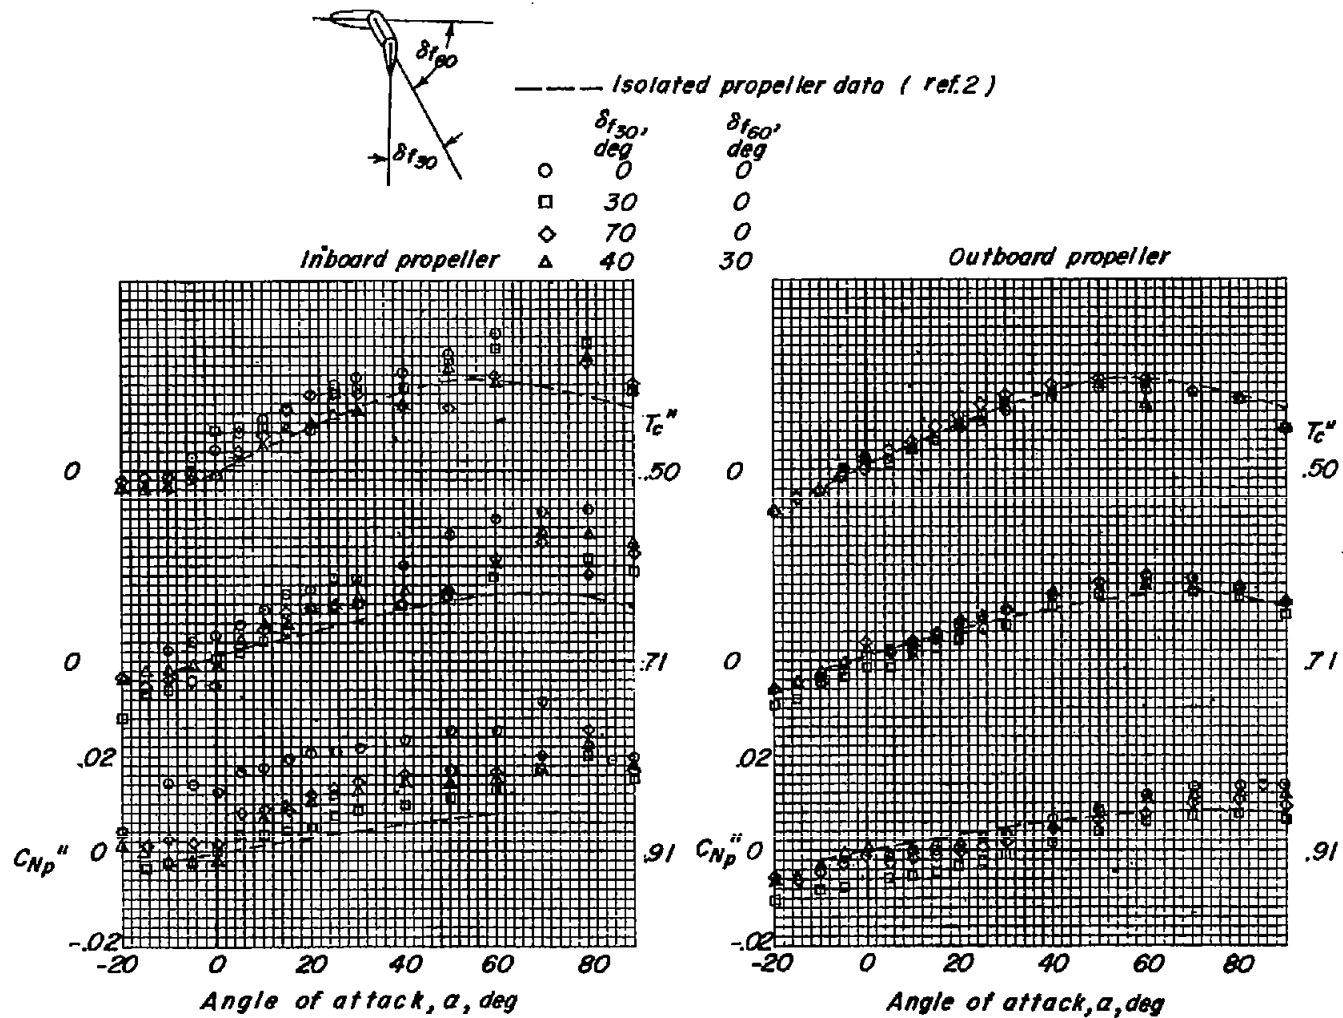 δf60
δf30
Isolated propeller data ( ref.2 )
δf30, deg δf60, deg
0 0
30 0
70 0
40 30
Inboard propeller
Outboard propeller
Tc"
0 .50
0 .71
.02
CNp" 0 .91
-.02
-20 0 20 40 60 80
Angle of attack, α, deg
Tc"
0 .50
0 .71
.02
CNp" 0 .91
-.02
-20 0 20 40 60 80
Angle of attack, α, deg